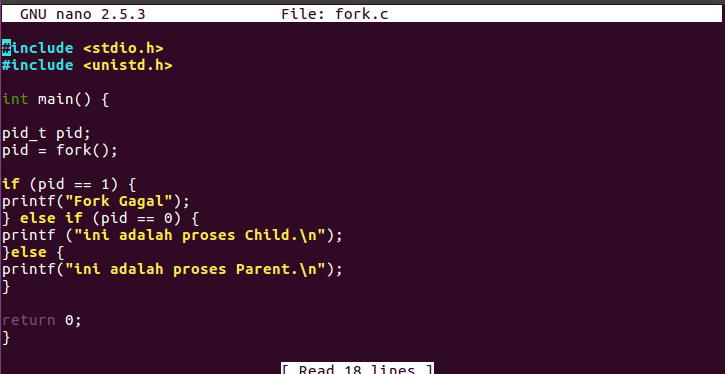 GNU nano 2.5.3 File: fork.c
#include <stdio.h>
#include <unistd.h>
int main() {
pid_t pid;
pid = fork();
if (pid == 1) {
printf("Fork Gagal");
} else if (pid == 0) {
printf ("ini adalah proses Child.\n");
}else {
printf("ini adalah proses Parent.\n");
}
return 0;
}
[ Read 18 lines ]